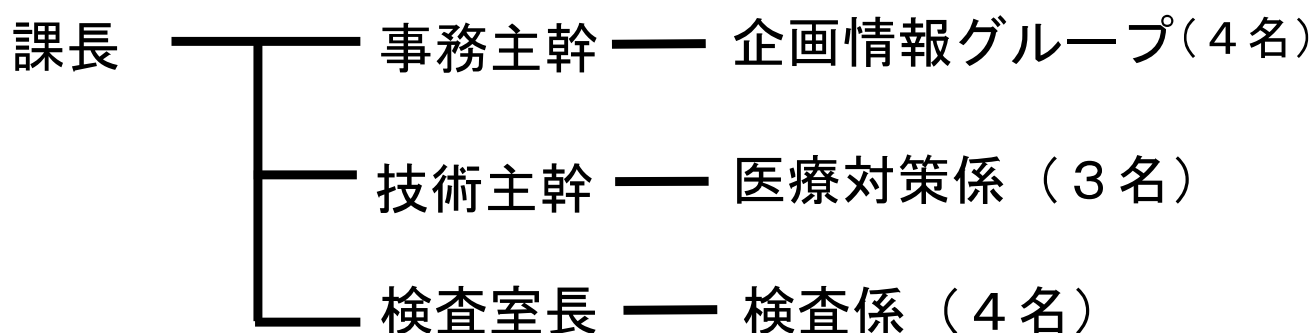 課長 事務主幹 企画情報グループ(4名)
技術主幹 医療対策係(3名)
検査室長 検査係(4名)